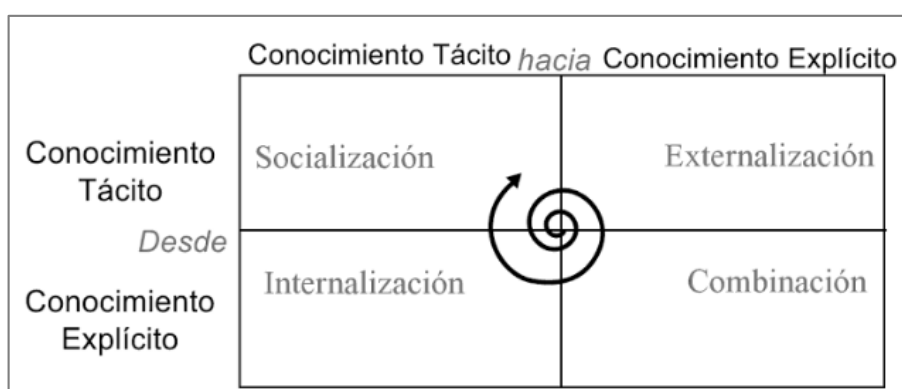 Conocimiento Tácito hacia Conocimiento Explícito
Conocimiento
Tácito
Socialización
Externalización
Desde
Conocimiento
Explícito
Internalización
Combinación